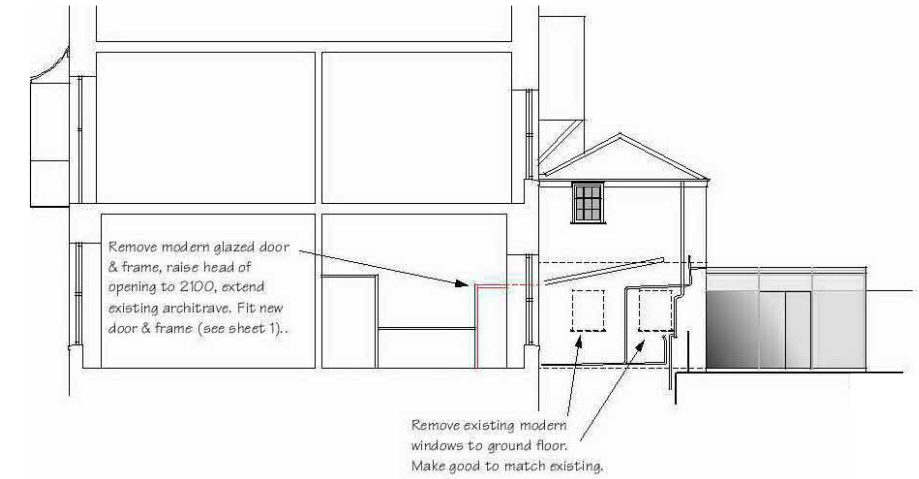 Remove modern glazed door
& frame, raise head of
opening to 2100, extend
existing architrave. Fit new
door & frame (see sheet 1)..
Remove existing modern
windows to ground floor.
Make good to match existing.